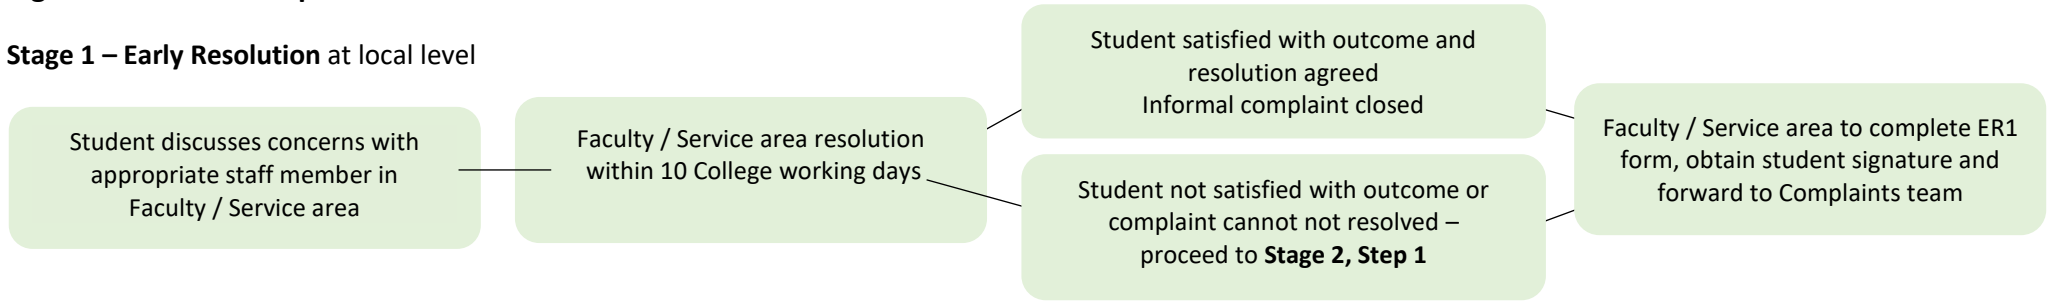 Stage 1 – Early Resolution at local level
Student discusses concerns with
appropriate staff member in
Faculty / Service area
Faculty / Service area resolution
within 10 College working days
Student satisfied with outcome and
resolution agreed
Informal complaint closed
Student not satisfied with outcome or
complaint cannot not resolved –
proceed to Stage 2, Step 1
Faculty / Service area to complete ER1
form, obtain student signature and
forward to Complaints team